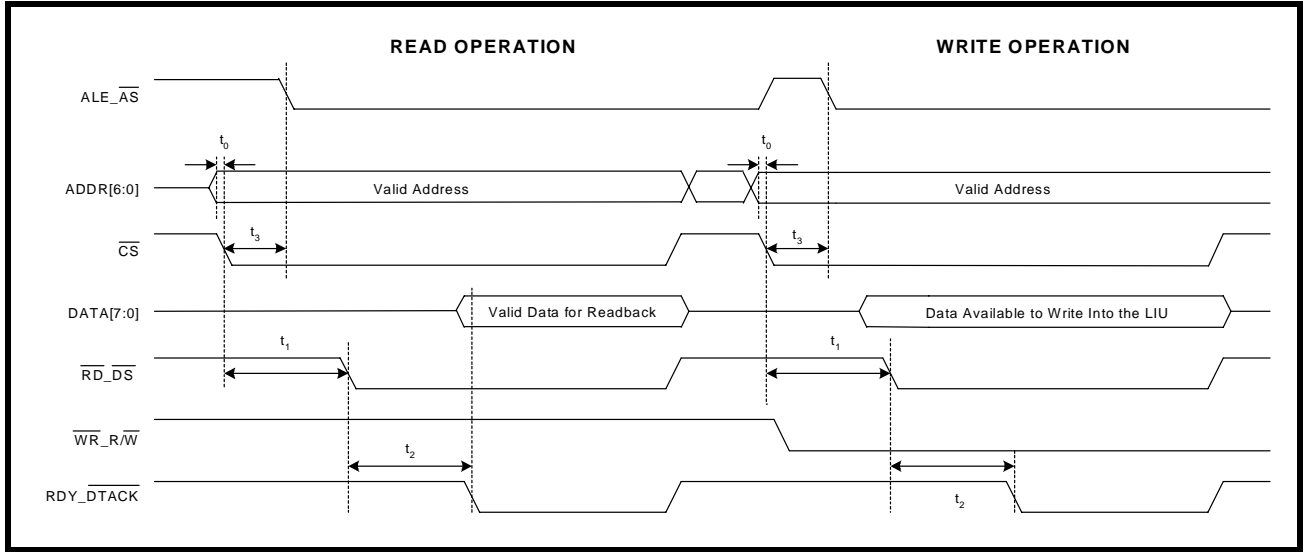 READ OPERATION WRITE OPERATION
ALE_AS
t0 t0
ADDR[6:0] Valid Address Valid Address
t3 t3
CS
DATA[7:0] Valid Data for Readback Data Available to Write Into the LIU
t1 t1
RD_DS
WR_R/W
t2
RDY_DTACK t2